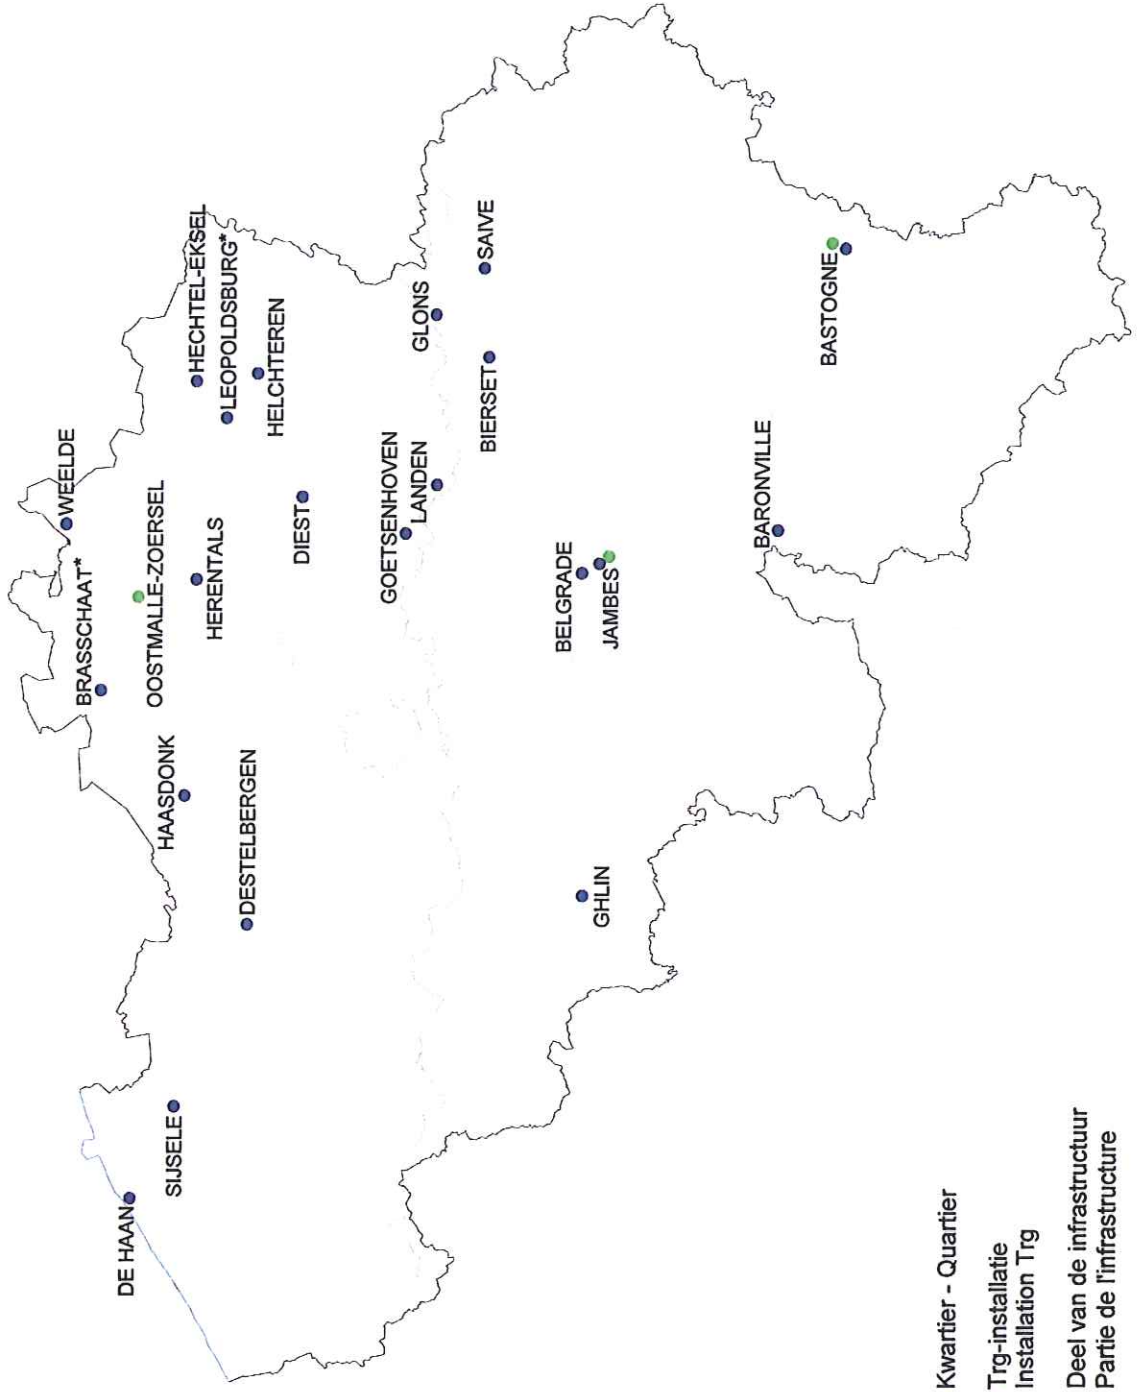 WEELDE
BRASSCHAAT*
OOSTMALLE-ZOERSEL
HECHTEL-EKSEL
LEOPOLDSBURG*
HELCHTEREN
HERENTALS
HAASDONK
DESTELBERGEN
DE HAAN
SIJSELE
DIEST
GOETSENHOVEN
LANDEN
GLONS
SAIVE
BIERSET
BELGRADE
JAMBES
GHLIN
BARONVILLE
BASTOGNE
Kwartier - Quartier
Trg-installatie
Installation Trg
Deel van de infrastructuur
Partie de l'infrastructure